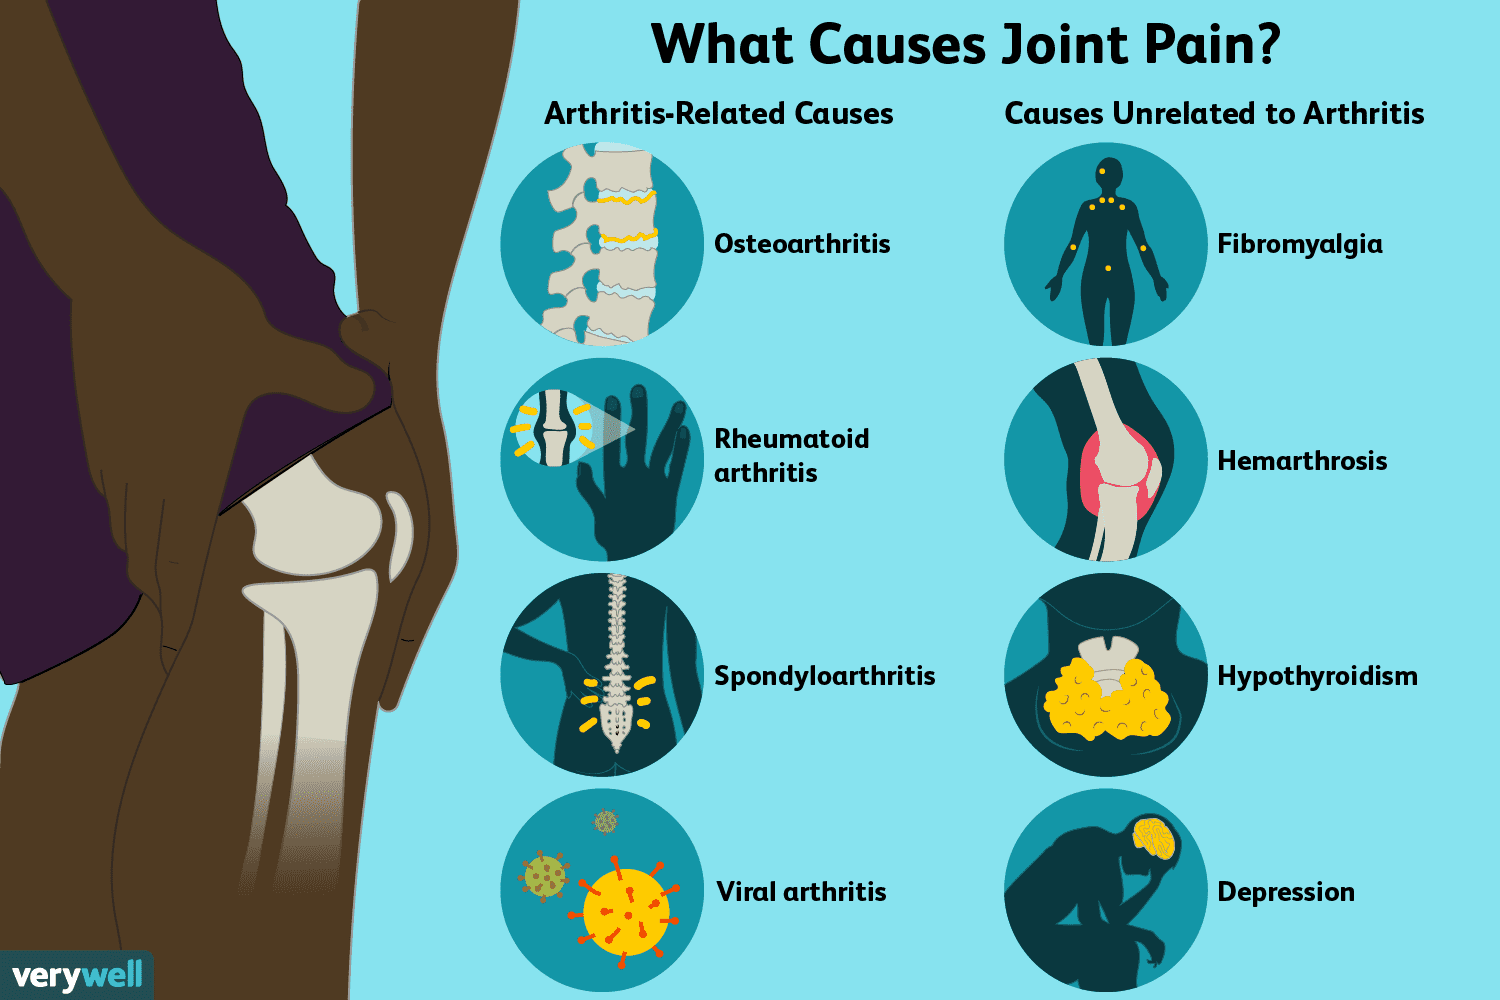 What Causes Joint Pain?
Arthritis-Related Causes
Osteoarthritis
Rheumatoid
arthritis
Spondyloarthritis
Viral arthritis
Causes Unrelated to Arthritis
Fibromyalgia
Hemarthrosis
Hypothyroidism
Depression
verywell